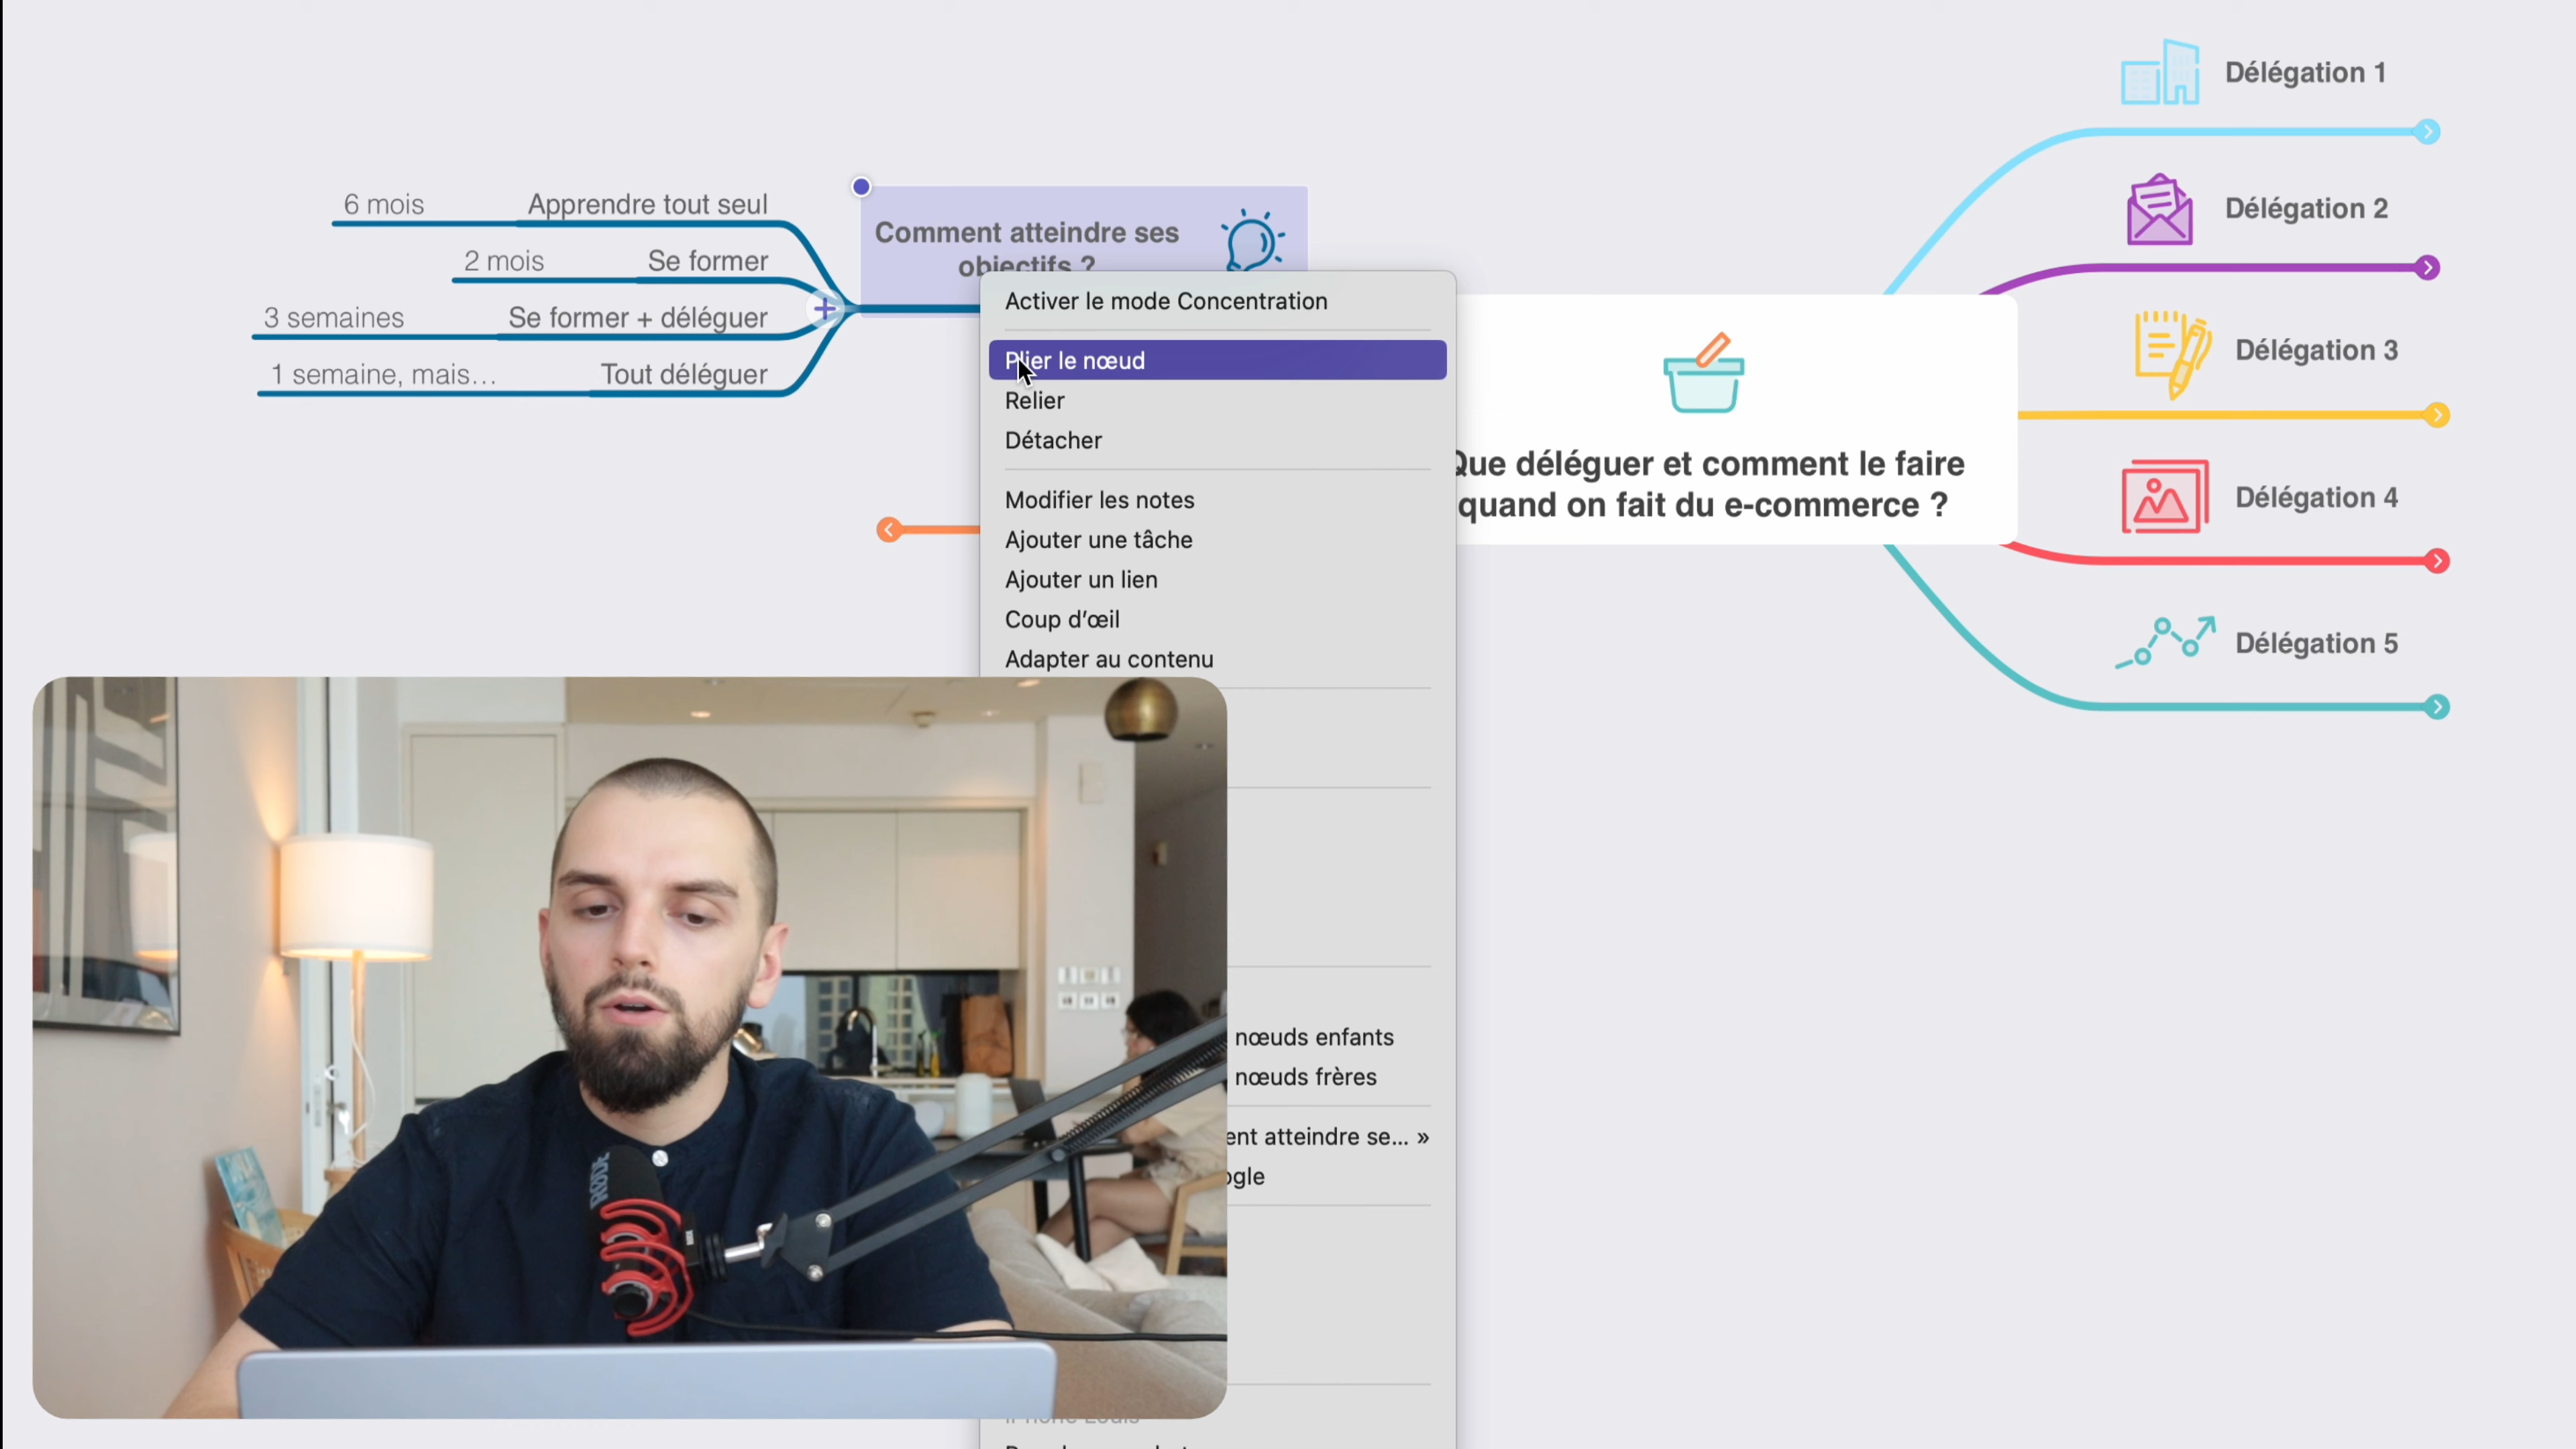 Délégation 1
Délégation 2
Délégation 3
Délégation 4
Délégation 5
6 mois
Apprendre tout seul
2 mois
Se former
3 semaines
Se former + déléguer
1 semaine, mais…
Tout déléguer
Comment atteindre ses
objectifs ?
Activer le mode Concentration
Plier le nœud
Relier
Détacher
Modifier les notes
Ajouter une tâche
Ajouter un lien
Coup d’œil
Adapter au contenu
nœuds enfants
nœuds frères
atteindre se… »
Que déléguer et comment le faire
quand on fait du e-commerce ?
RØDE